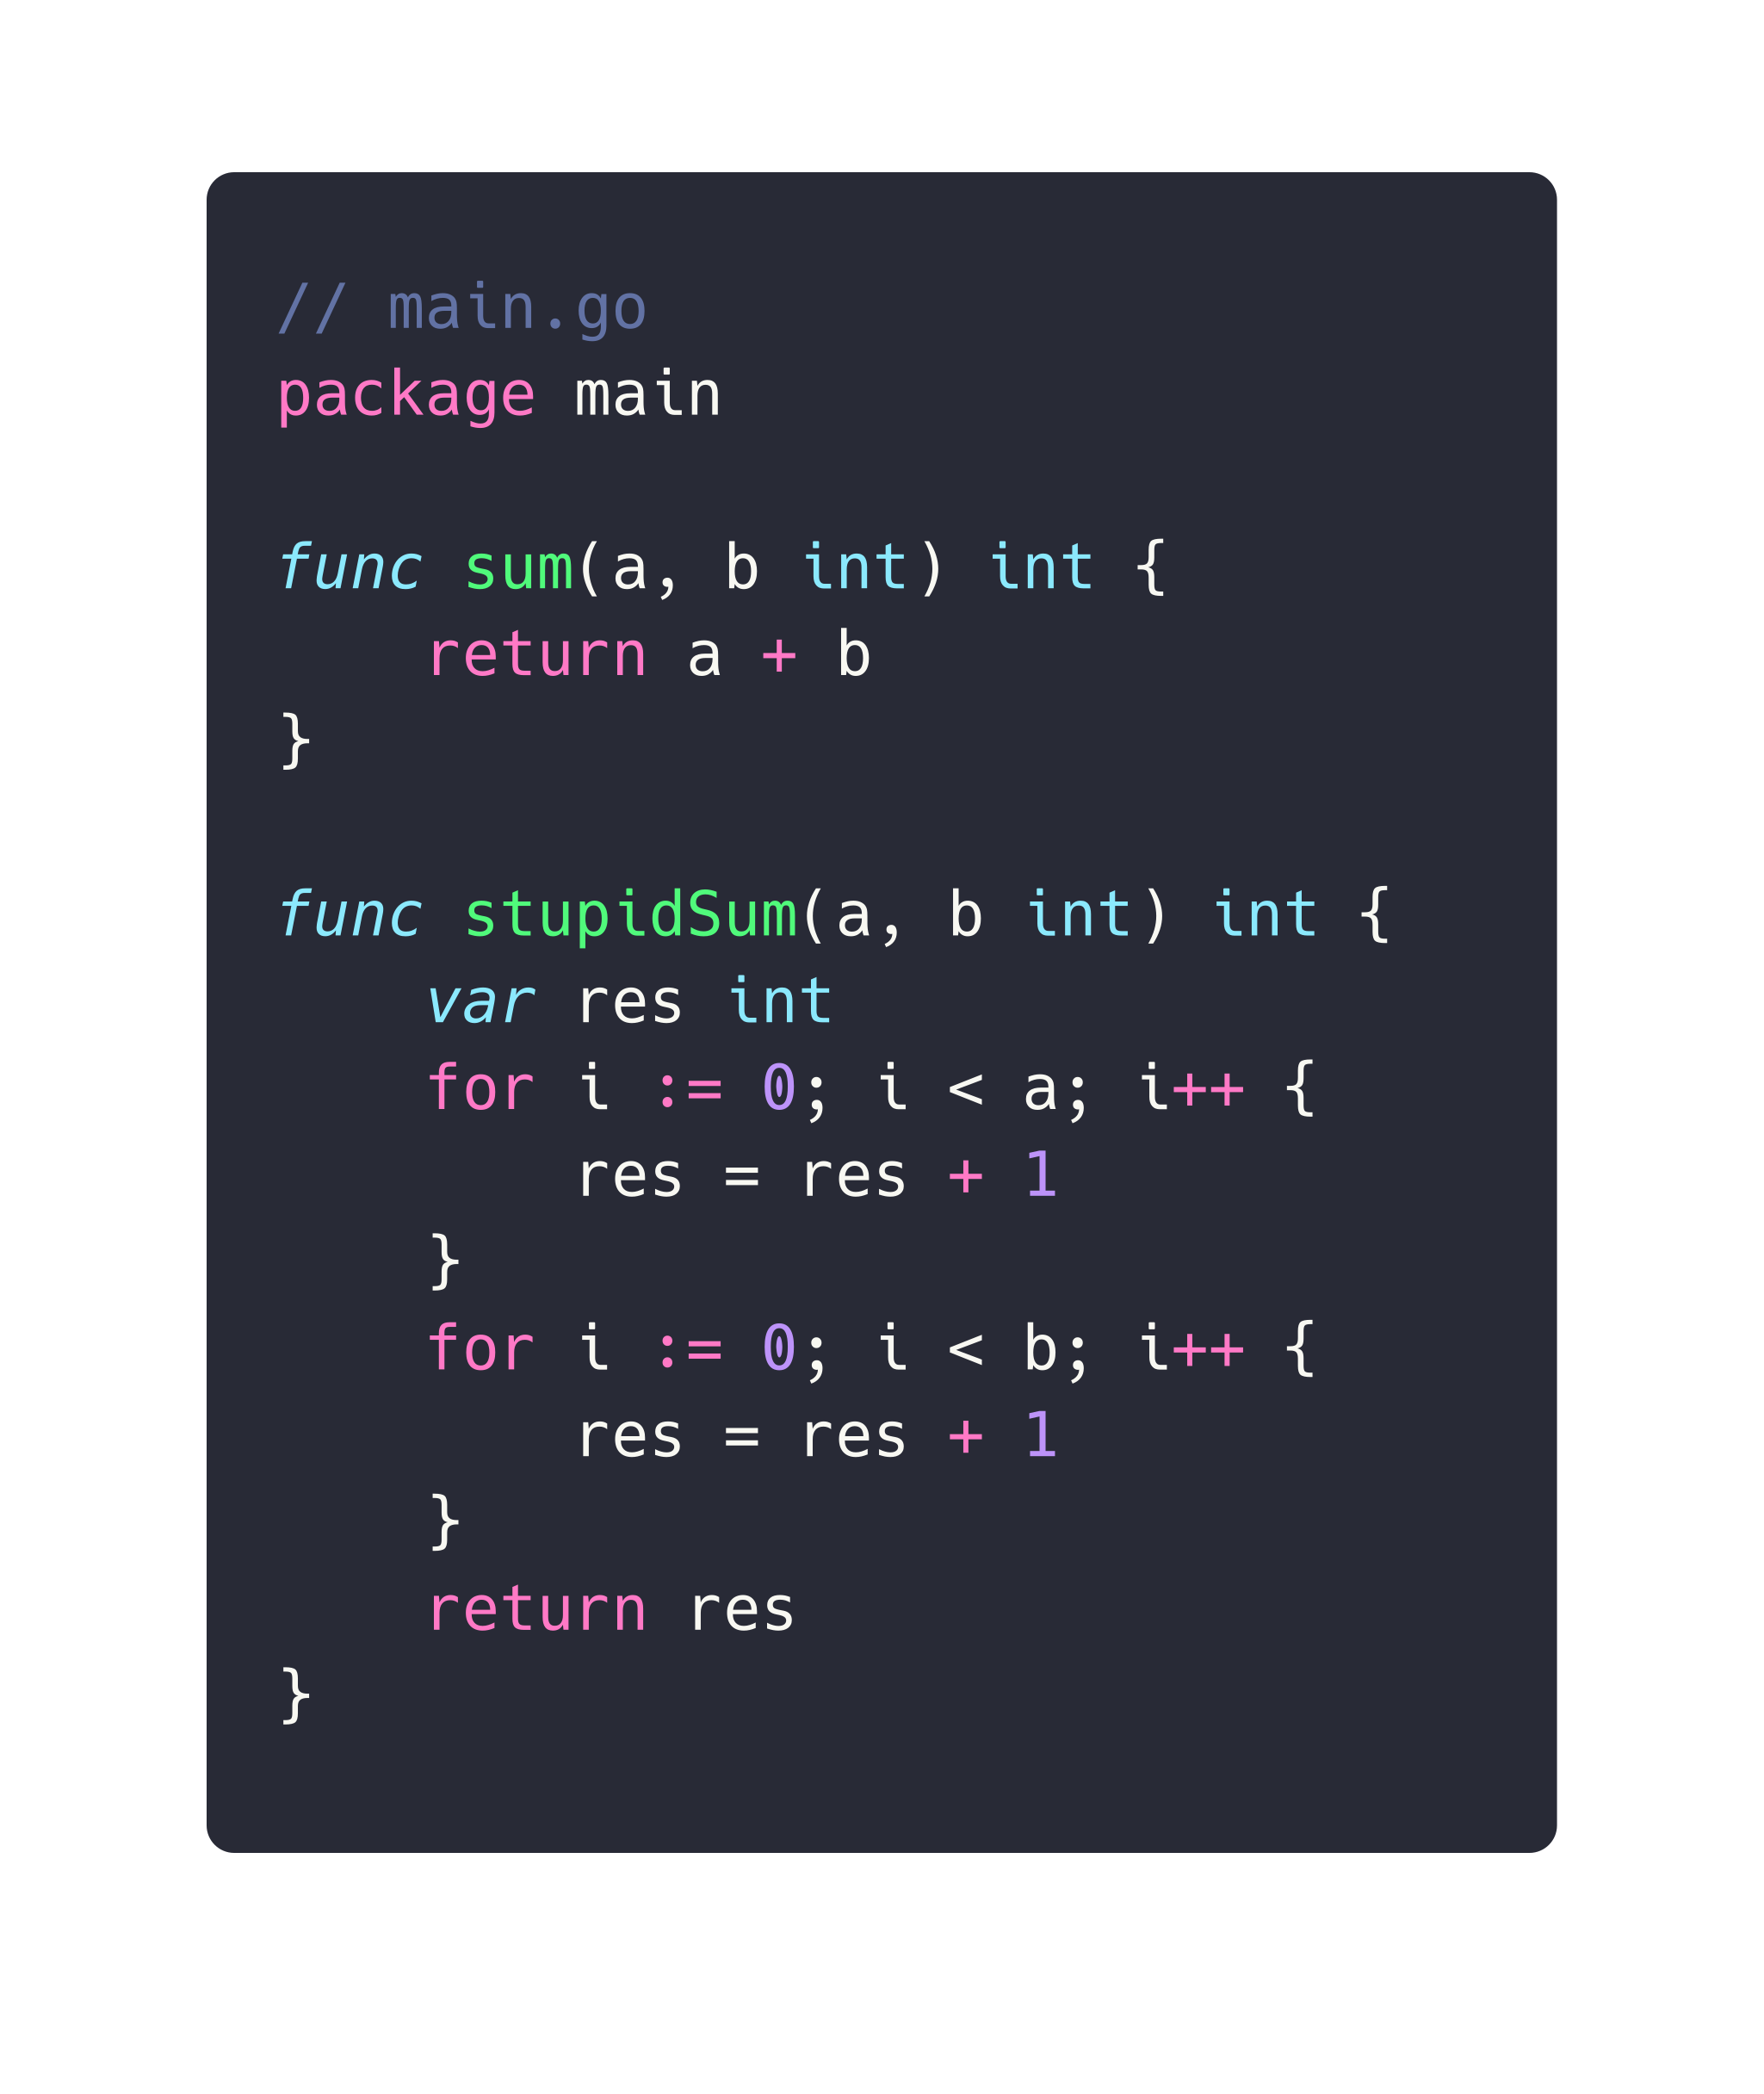 // main.go
package main

func sum(a, b int) int {
    return a + b
}

func stupidSum(a, b int) int {
    var res int
    for i := 0; i < a; i++ {
        res = res + 1
    }
    for i := 0; i < b; i++ {
        res = res + 1
    }
    return res
}